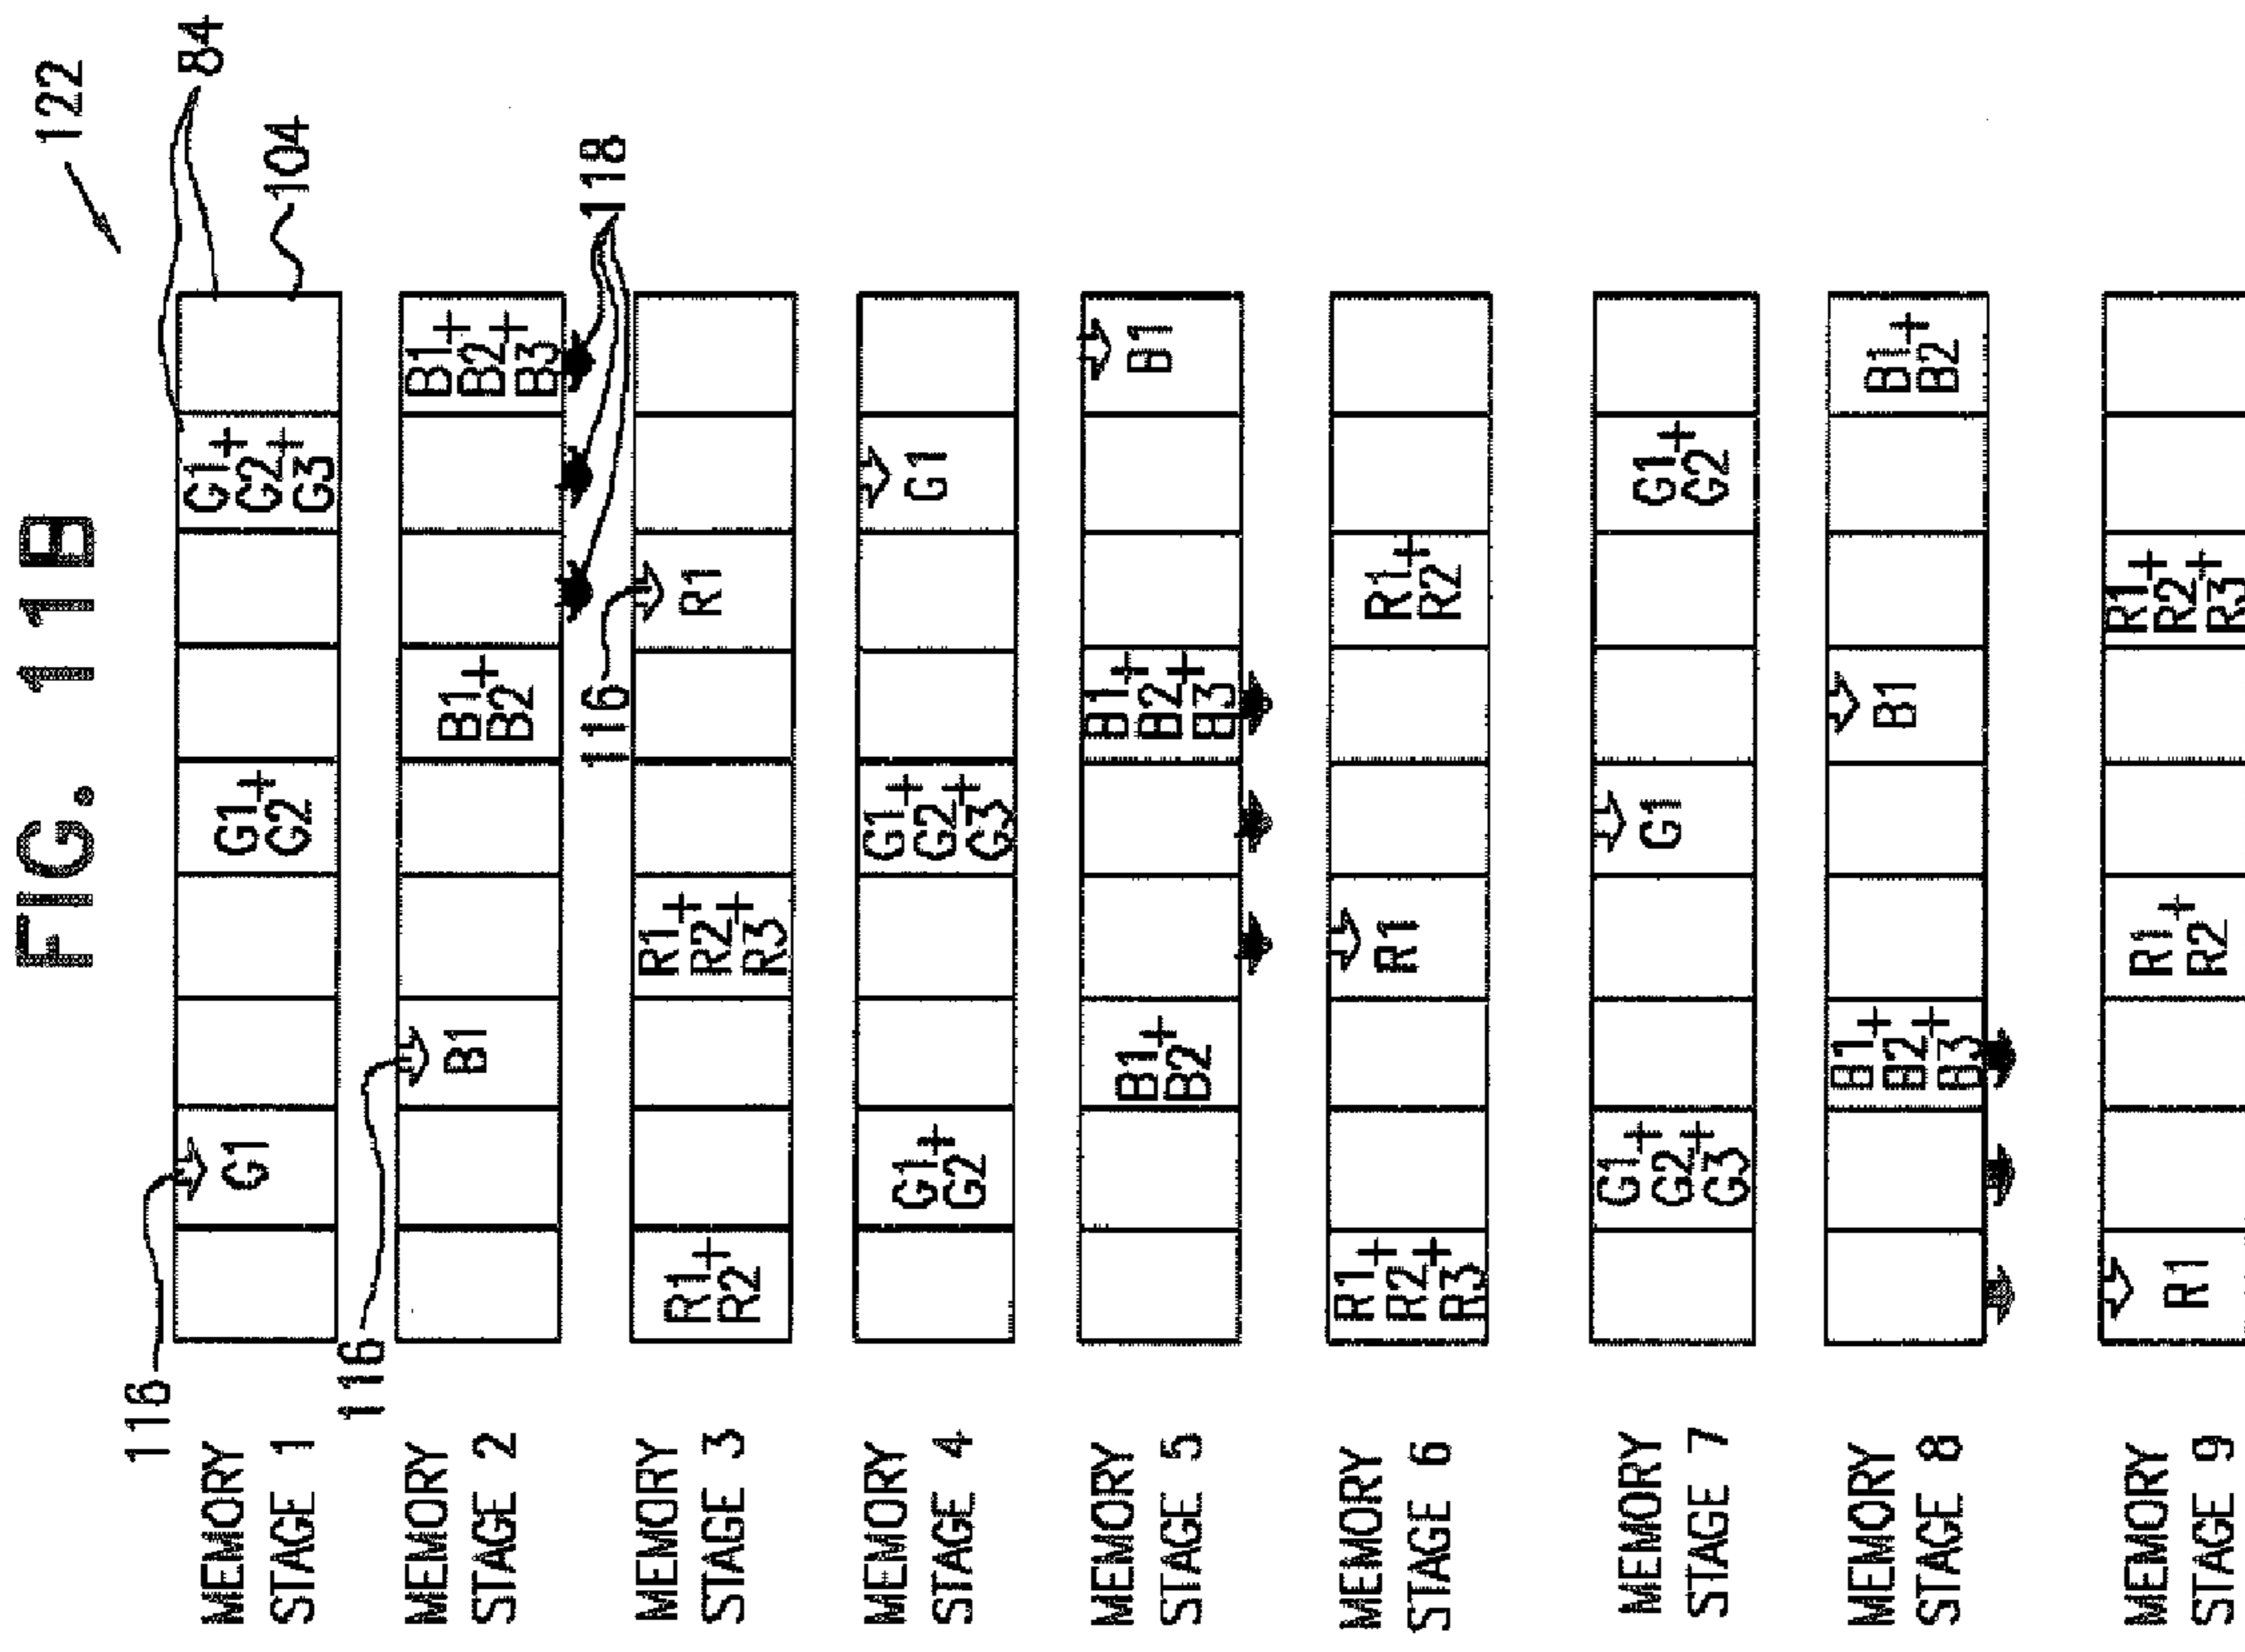 FIG. 11B
122
116
84
104
MEMORY
STAGE 1
G1
G1+
G2
G1+
G2+
G3
116
MEMORY
STAGE 2
B1
B1+
B2
B1+
B2+
B3
116
118
MEMORY
STAGE 3
R1+
R2
R1+
R2+
R3
R1
MEMORY
STAGE 4
G1+
G2
G1+
G2+
G3
G1
MEMORY
STAGE 5
B1+
B2
B1+
B2+
B3
B1
MEMORY
STAGE 6
R1+
R2+
R3
R1
R1+
R2
MEMORY
STAGE 7
G1+
G2+
G3
G1
G1+
G2
MEMORY
STAGE 8
B1+
B2+
B3
B1
B1+
B2
MEMORY
STAGE 9
R1
R1+
R2
R1+
R2+
R3